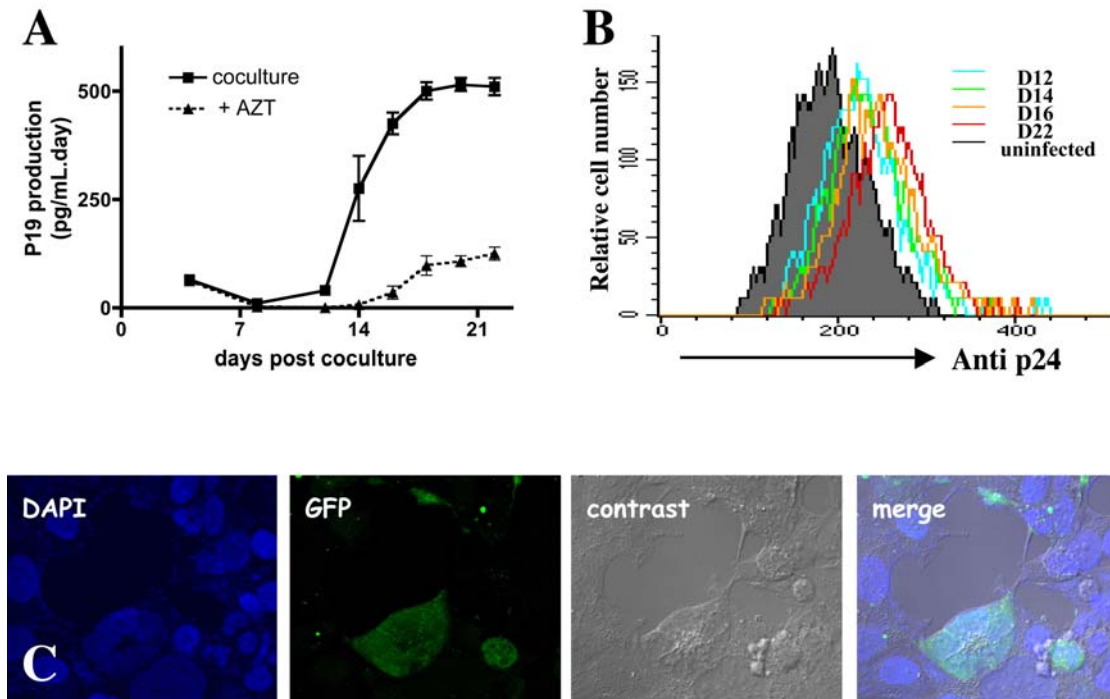 A
P19 production
(pg/mL.day)
500
250
0
coculture
+ AZT
0
7
14
21
days post coculture
B
Relative cell number
150
100
50
0
D12
D14
D16
D22
uninfected
0
200
400
Anti p24
DAPI
GFP
contrast
merge
C